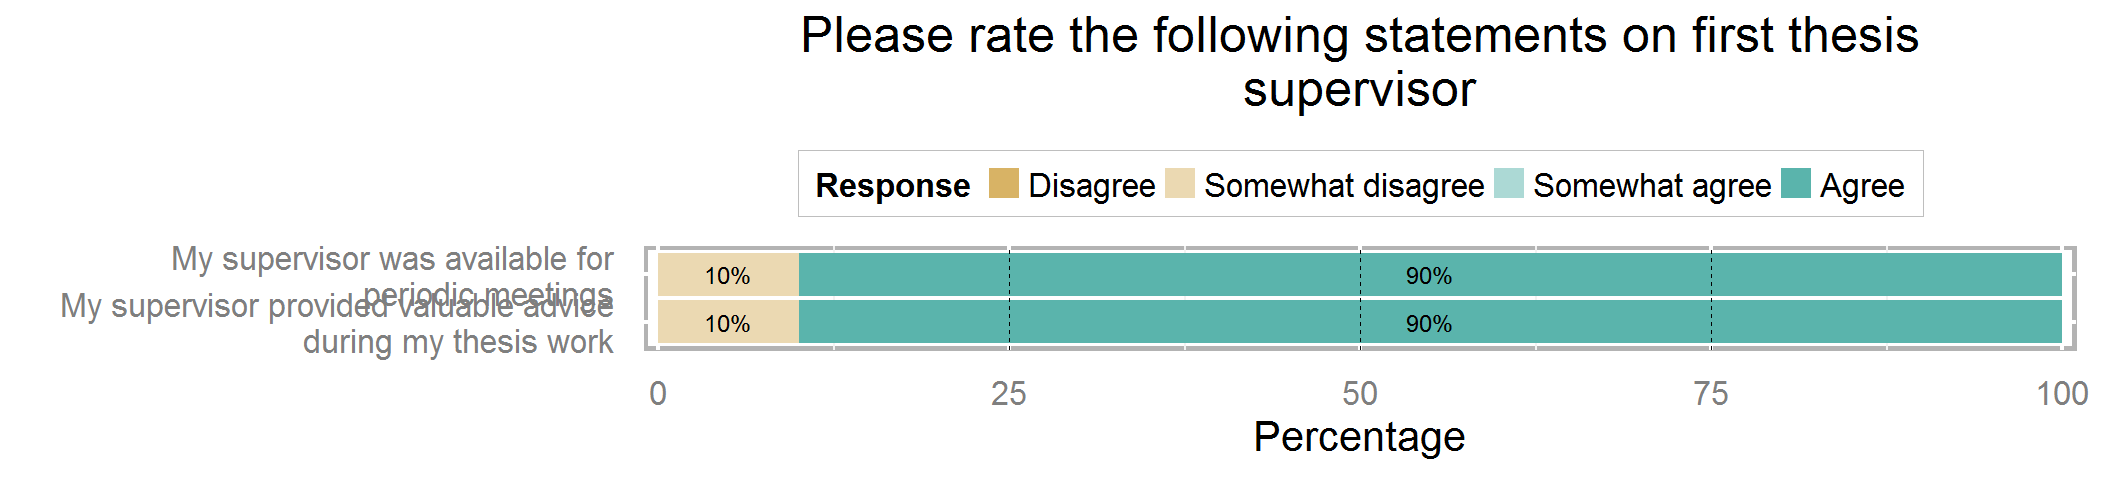 Please rate the following statements on first thesis
supervisor
Response Disagree Somewhat disagree Somewhat agree Agree
My supervisor was available for
periodic meetings
10% 90%
My supervisor provided valuable advice
during my thesis work
10% 90%
0 25 50 75 100
Percentage